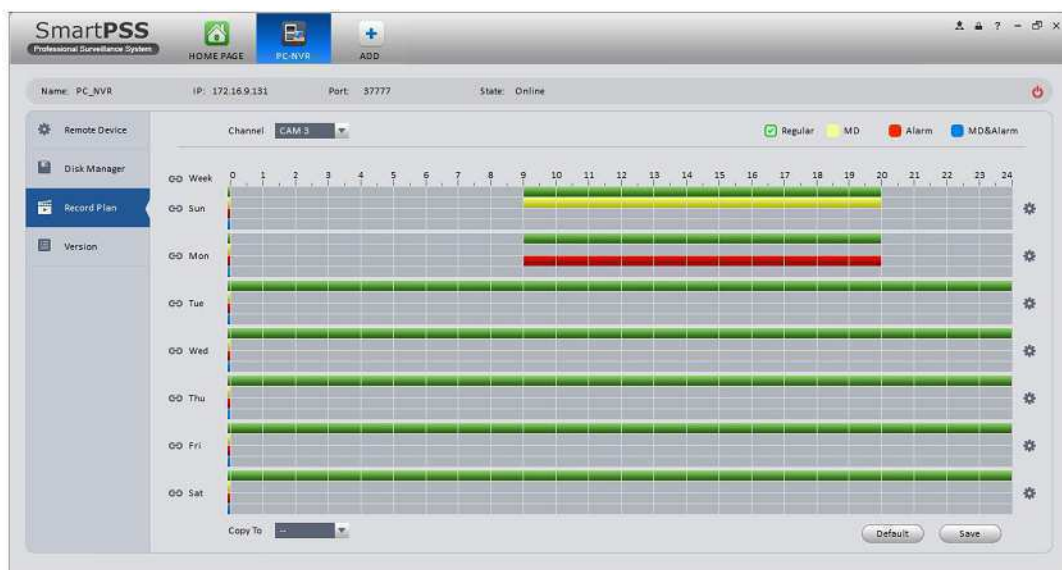 SmartPSS
Professional Surveillance System
HOME PAGE
PC-NVR
ADD
Name: PC_NVR IP: 172.16.9.131 Port: 37777 State: Online
Remote Device
Disk Manager
Record Plan
Version
Channel CAM 3 Regular MD Alarm MD&Alarm
Week 0 1 2 3 4 5 6 7 8 9 10 11 12 13 14 15 16 17 18 19 20 21 22 23 24
Sun
Mon
Tue
Wed
Thu
Fri
Sat
Copy To -- Default Save